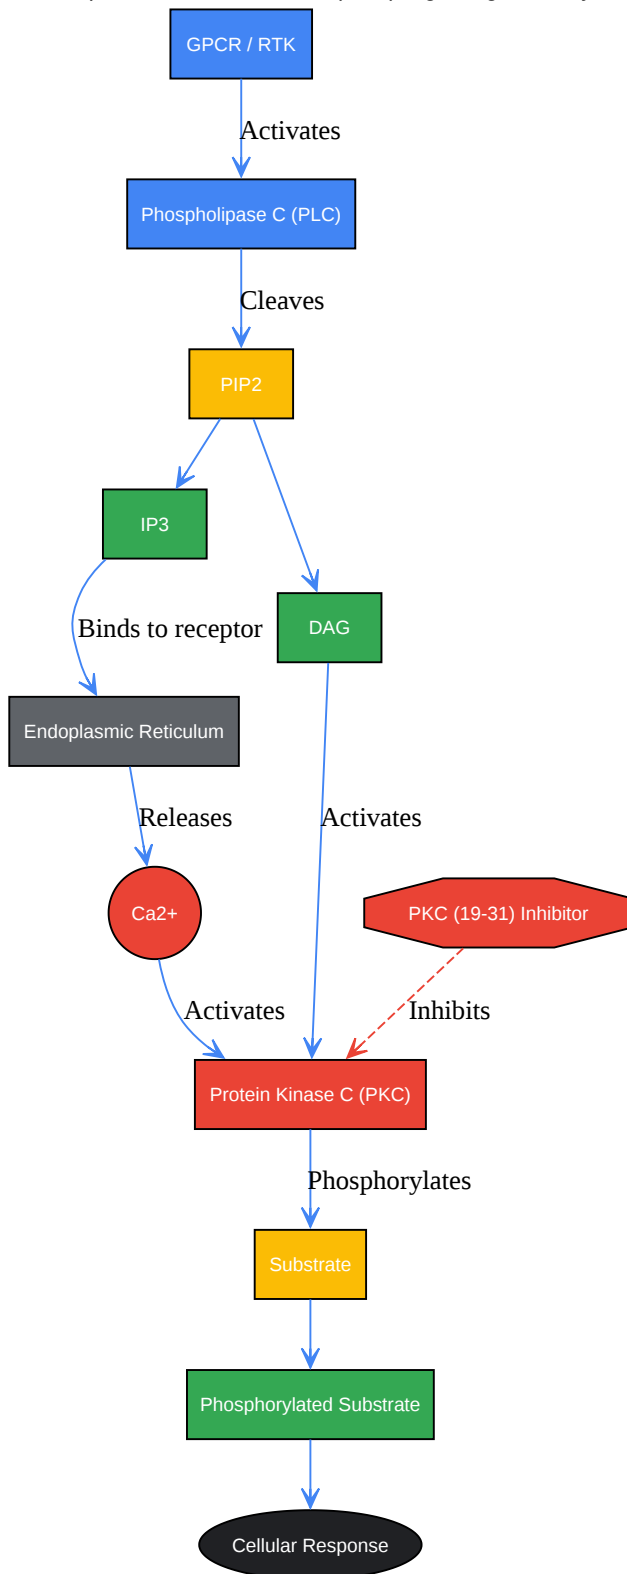 GPCR / RTK
Activates
Phospholipase C (PLC)
Cleaves
PIP2
IP3
Binds to receptor
DAG
Endoplasmic Reticulum
Releases
Activates
Ca2+
PKC (19-31) Inhibitor
Activates
Inhibits
Protein Kinase C (PKC)
Phosphorylates
Substrate
Phosphorylated Substrate
Cellular Response